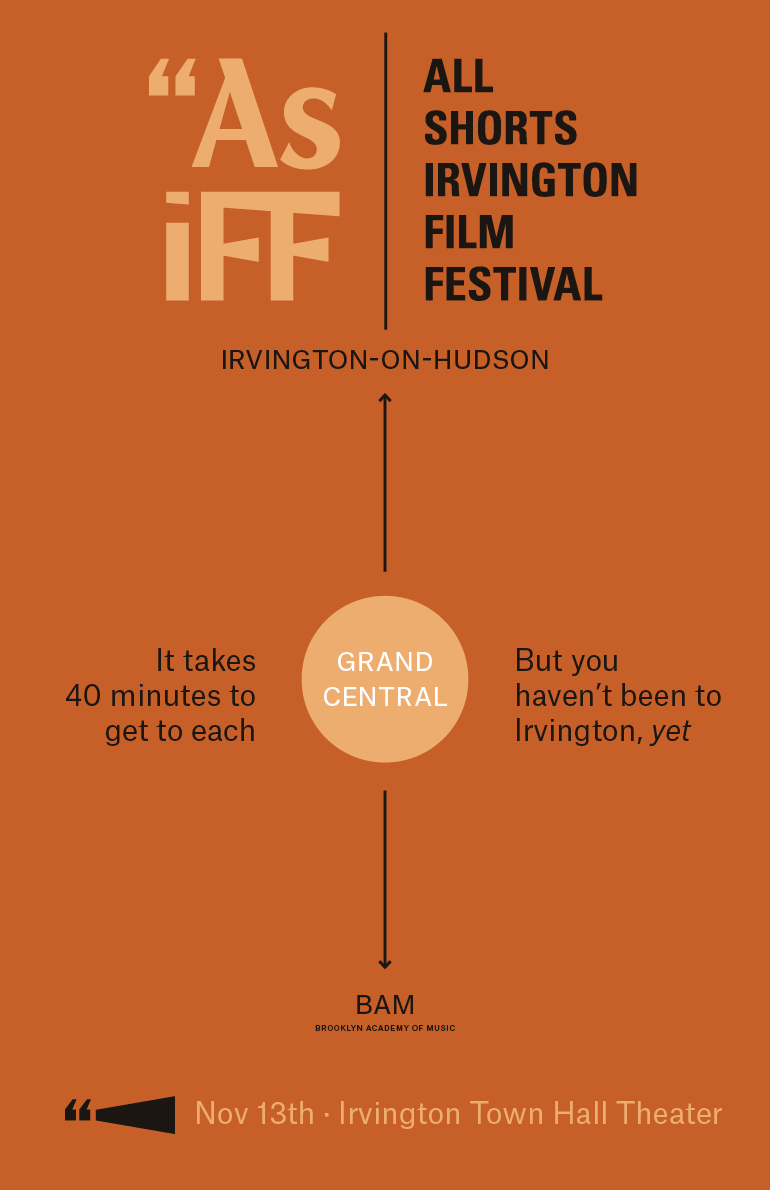 “As
iFF
ALL
SHORTS
IRVINGTON
FILM
FESTIVAL
IRVINGTON-ON-HUDSON
It takes
40 minutes to
get to each
GRAND
CENTRAL
But you
haven’t been to
Irvington, yet
BAM
BROOKLYN ACADEMY OF MUSIC
“ Nov 13th · Irvington Town Hall Theater